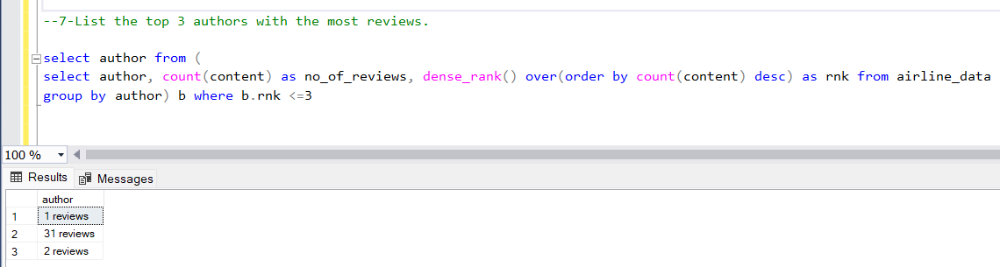 --7-List the top 3 authors with the most reviews.
select author from (
select author, count(content) as no_of_reviews, dense_rank() over(order by count(content) desc) as rnk from airline_data
group by author) b where b.rnk <=3
100 %
Results Messages
author
1 1 reviews
2 31 reviews
3 2 reviews